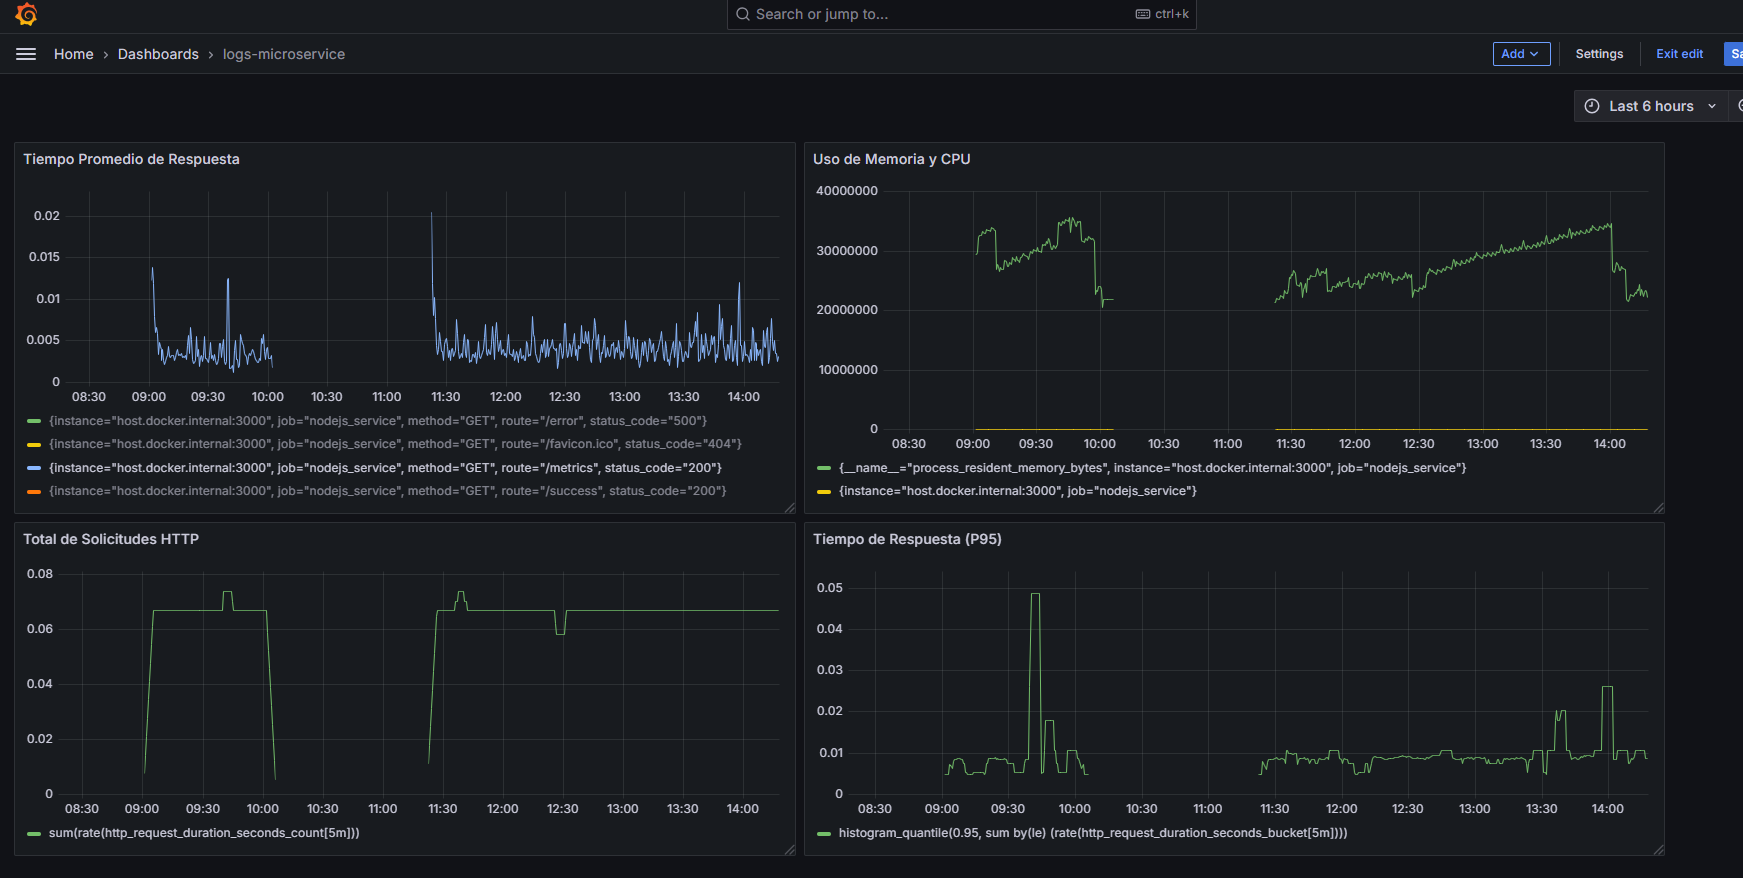 Search or jump to...
ctrl+k
Home › Dashboards › logs-microservice
Add
Settings
Exit edit
Sa
Last 6 hours
Tiempo Promedio de Respuesta
0.02
0.015
0.01
0.005
0
08:30 09:00 09:30 10:00 10:30 11:00 11:30 12:00 12:30 13:00 13:30 14:00
{instance="host.docker.internal:3000", job="nodejs_service", method="GET", route="/error", status_code="500"}
{instance="host.docker.internal:3000", job="nodejs_service", method="GET", route="/favicon.ico", status_code="404"}
{instance="host.docker.internal:3000", job="nodejs_service", method="GET", route="/metrics", status_code="200"}
{instance="host.docker.internal:3000", job="nodejs_service", method="GET", route="/success", status_code="200"}
Uso de Memoria y CPU
40000000
30000000
20000000
10000000
0
08:30 09:00 09:30 10:00 10:30 11:00 11:30 12:00 12:30 13:00 13:30 14:00
{__name__="process_resident_memory_bytes", instance="host.docker.internal:3000", job="nodejs_service"}
{instance="host.docker.internal:3000", job="nodejs_service"}
Total de Solicitudes HTTP
0.08
0.06
0.04
0.02
0
08:30 09:00 09:30 10:00 10:30 11:00 11:30 12:00 12:30 13:00 13:30 14:00
sum(rate(http_request_duration_seconds_count[5m]))
Tiempo de Respuesta (P95)
0.05
0.04
0.03
0.02
0.01
0
08:30 09:00 09:30 10:00 10:30 11:00 11:30 12:00 12:30 13:00 13:30 14:00
histogram_quantile(0.95, sum by(le) (rate(http_request_duration_seconds_bucket[5m])))